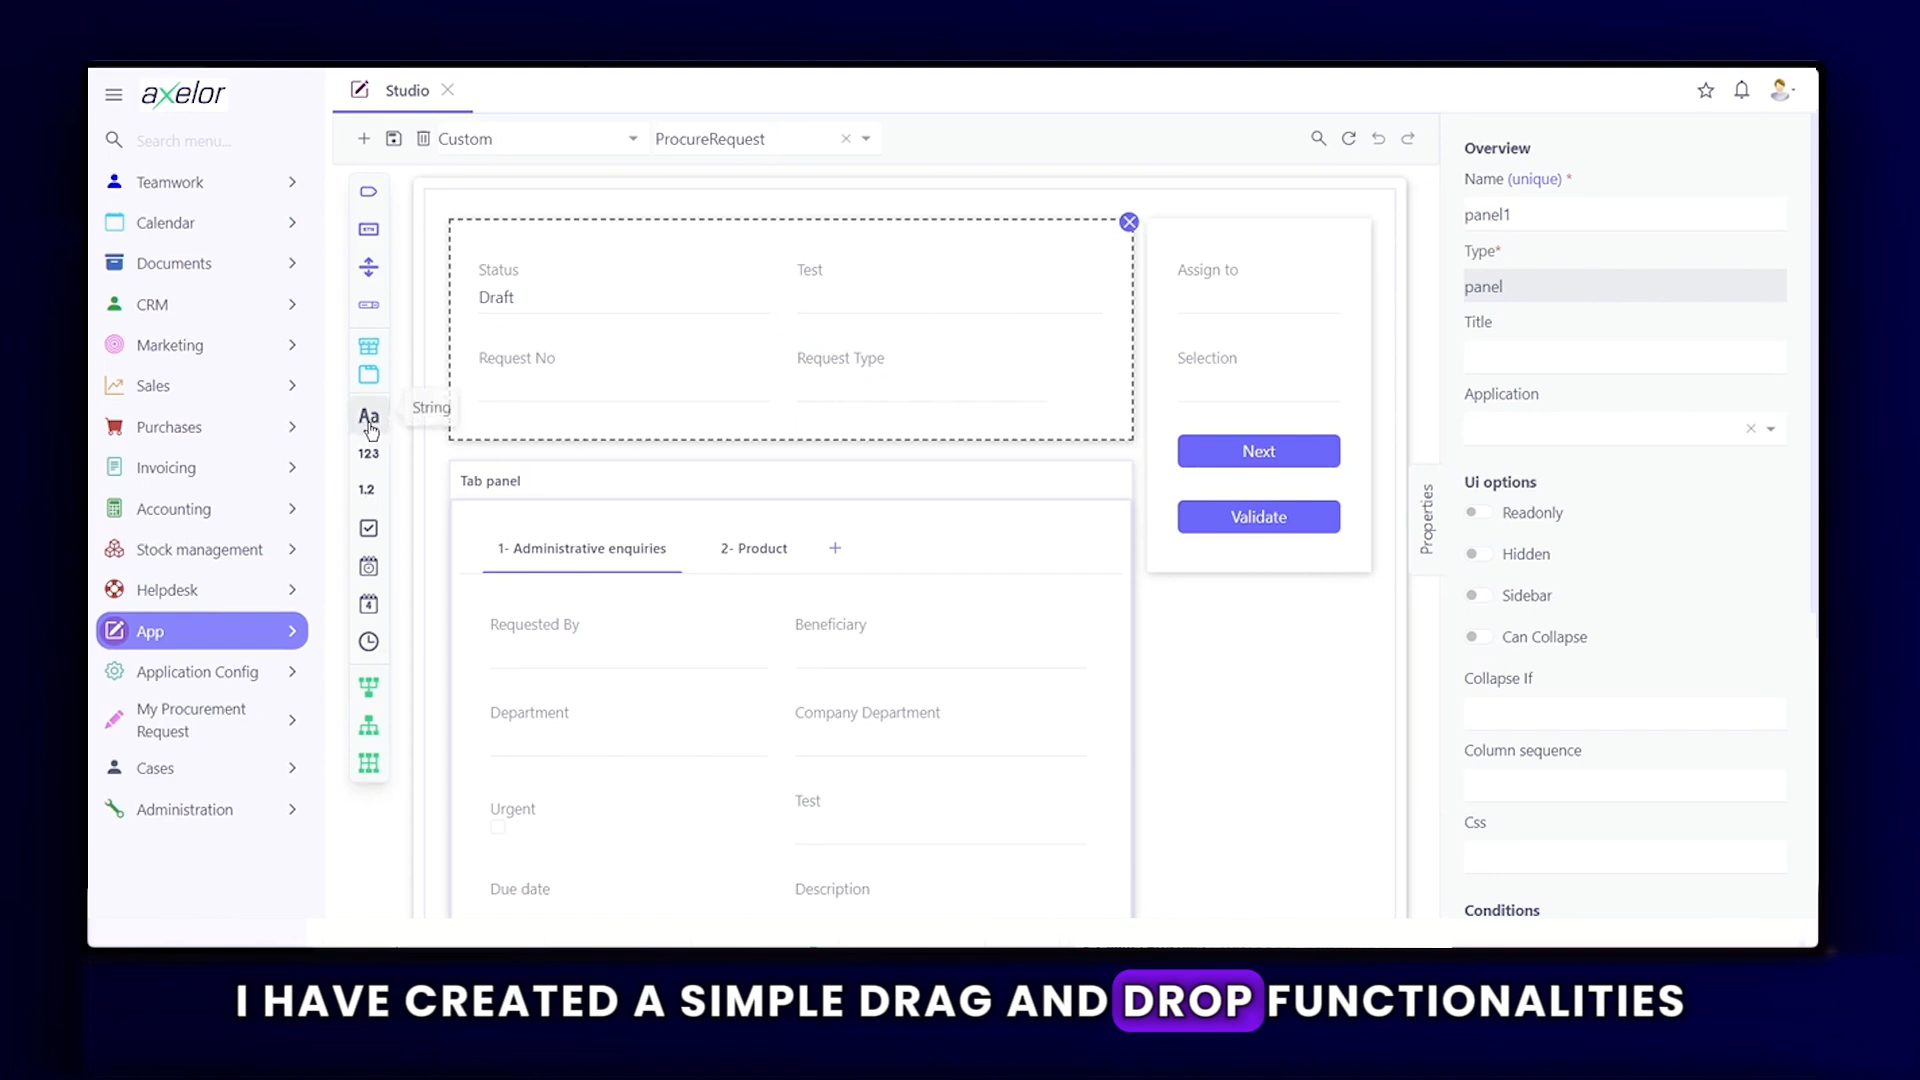 axelor
Search menu...
Teamwork
Calendar
Documents
CRM
Marketing
Sales
Purchases
Invoicing
Accounting
Stock management
Helpdesk
App
Application Config
My Procurement
Request
Cases
Administration
Studio
Custom
ProcureRequest
String
Aa
123
1.2
4
Status
Draft
Test
Request No
Request Type
Assign to
Selection
Next
Validate
Tab panel
1- Administrative enquiries
2- Product
Requested By
Beneficiary
Department
Company Department
Urgent
Test
Due date
Description
Properties
Overview
Name (unique) *
panel1
Type*
panel
Title
Application
Ui options
Readonly
Hidden
Sidebar
Can Collapse
Collapse If
Column sequence
Css
Conditions
I HAVE CREATED A SIMPLE DRAG AND DROP FUNCTIONALITIES